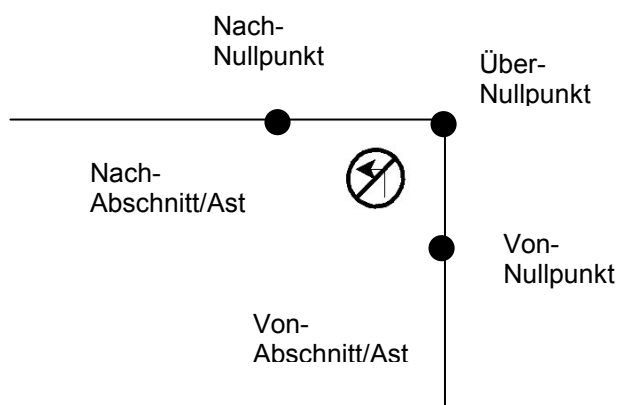 Nach-
Nullpunkt
Über-
Nullpunkt
Nach-
Abschnitt/Ast
Von-
Nullpunkt
Von-
Abschnitt/Ast